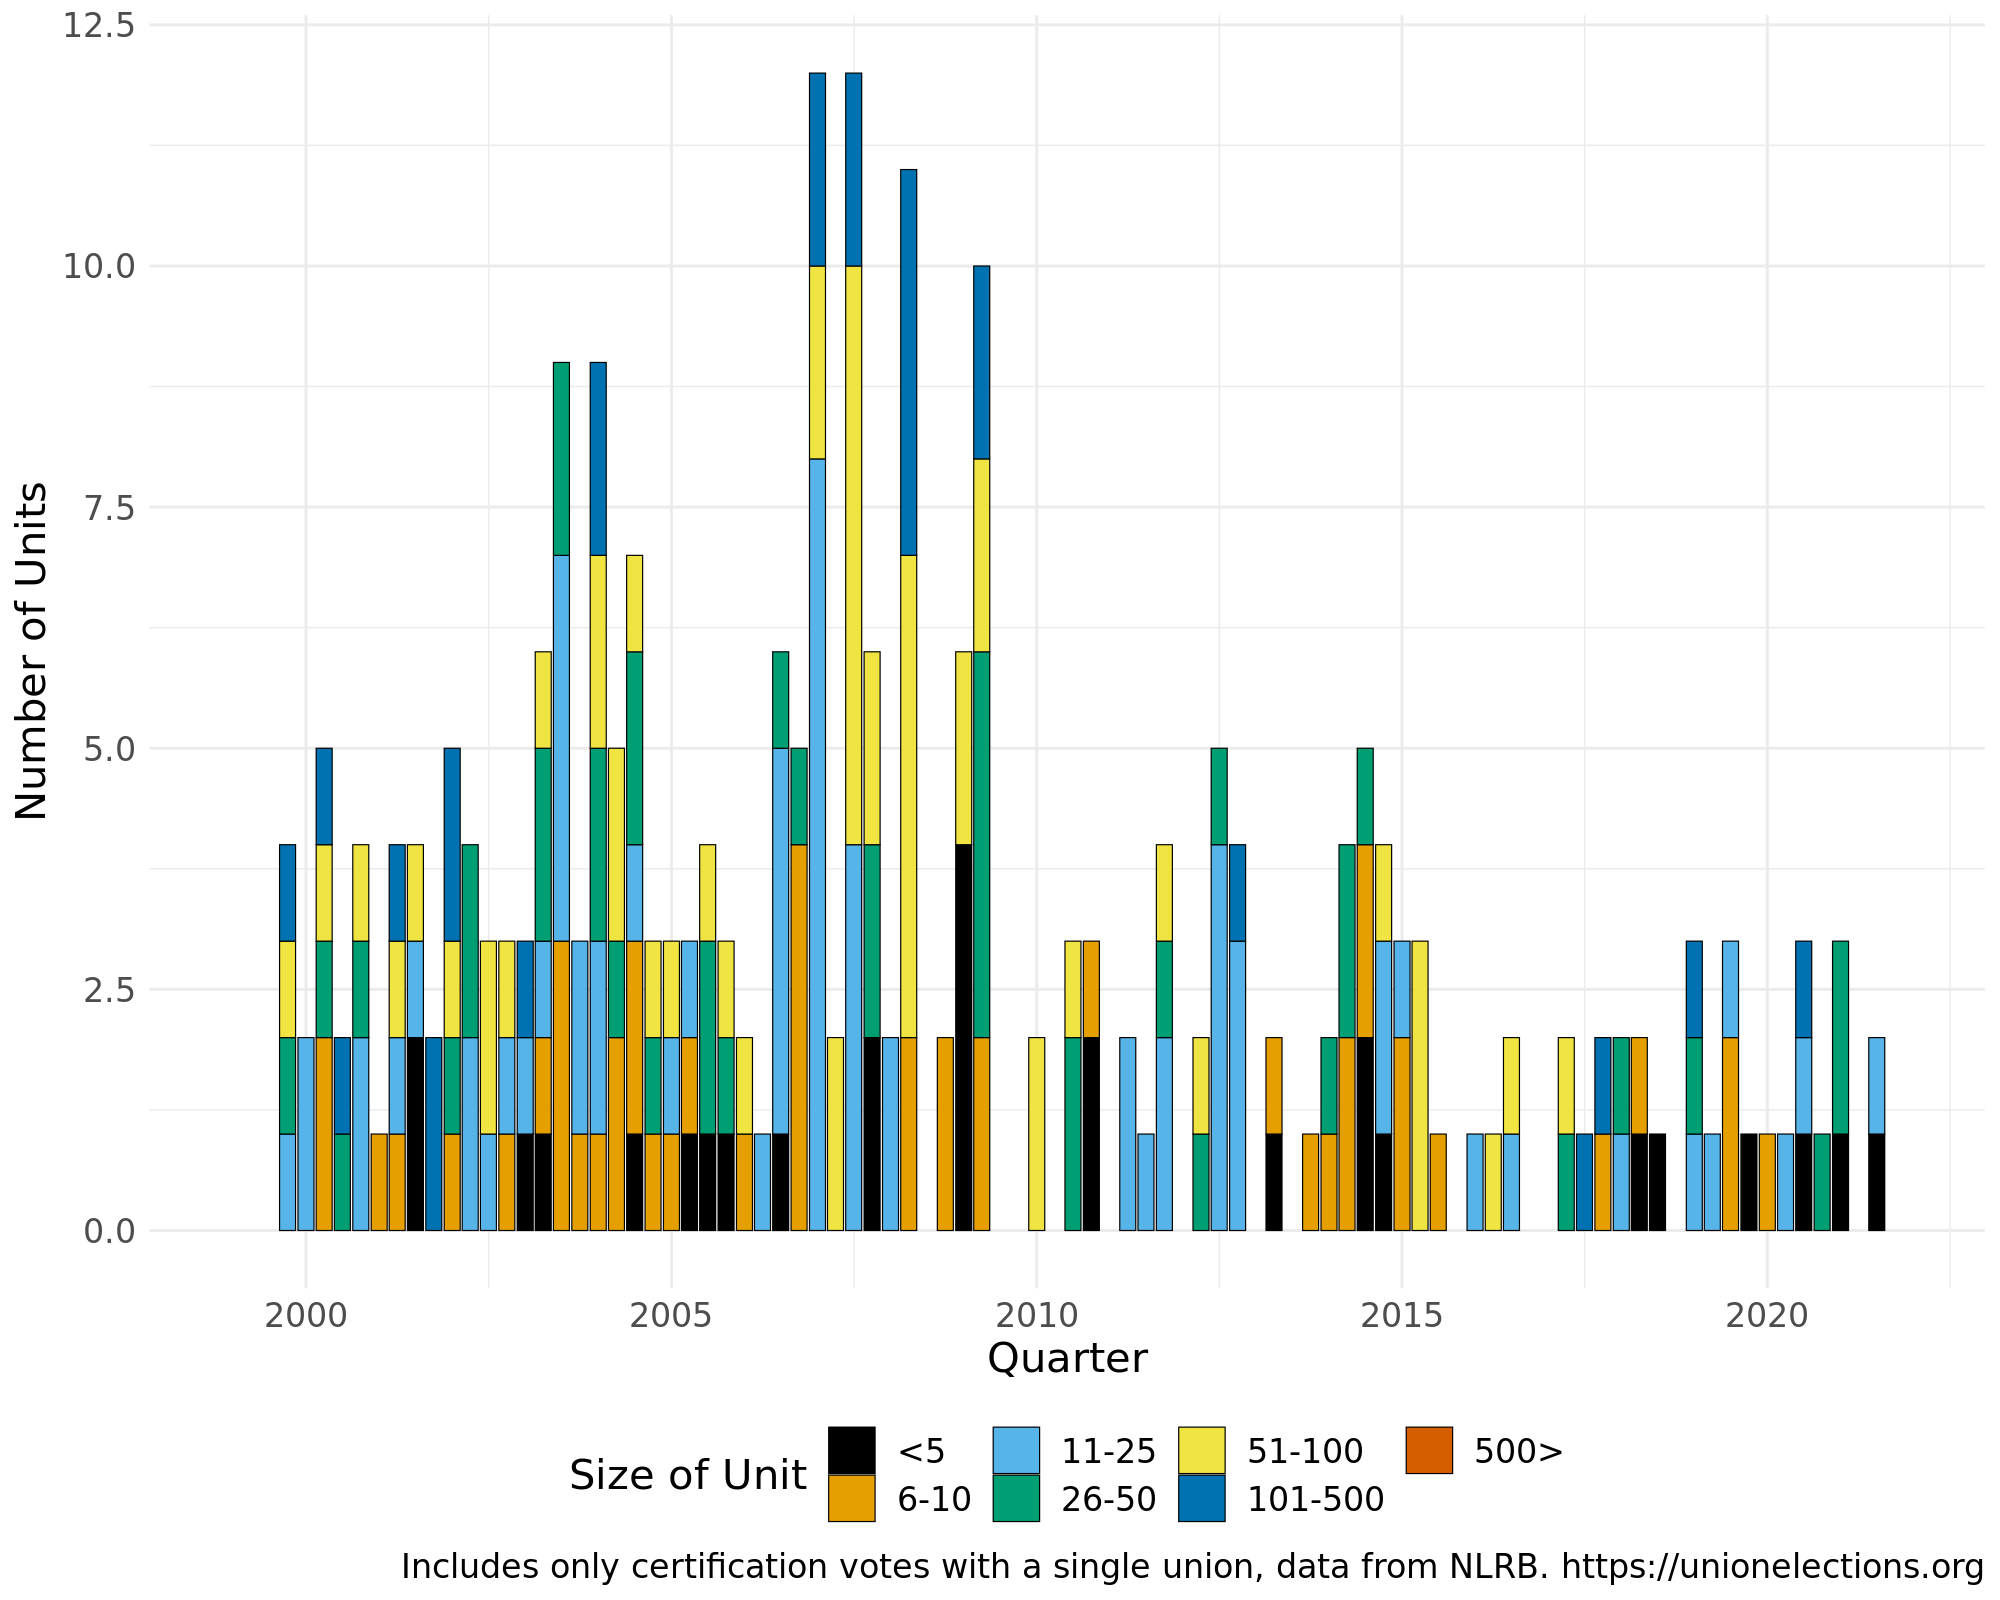 12.5
10.0
7.5
5.0
2.5
0.0
Number of Units
2000 2005 2010 2015 2020
Quarter
Size of Unit
<5 11-25 51-100 500>
6-10 26-50 101-500
Includes only certification votes with a single union, data from NLRB. https://unionelections.org